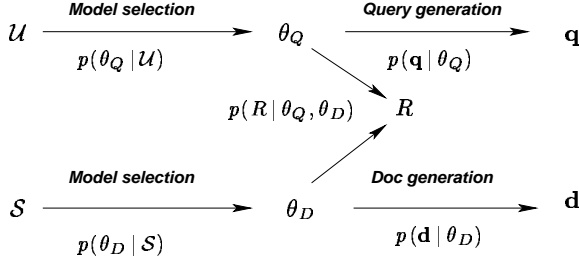 Model selection Query generation
𝒰 θ_Q 𝐪
p(θ_Q | 𝒰) p(𝐪 | θ_Q)
p(R | θ_Q, θ_D) R
Model selection Doc generation
𝒮 θ_D 𝐝
p(θ_D | 𝒮) p(𝐝 | θ_D)